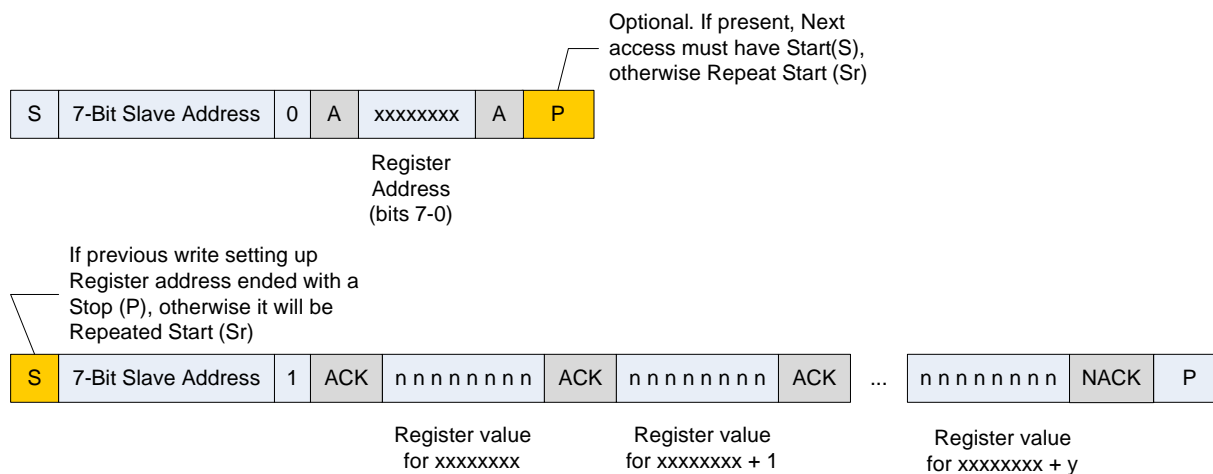 Optional. If present, Next
access must have Start(S),
otherwise Repeat Start (Sr)
S 7-Bit Slave Address 0 A xxxxxxxx A P
Register
Address
(bits 7-0)
If previous write setting up
Register address ended with a
Stop (P), otherwise it will be
Repeated Start (Sr)
S 7-Bit Slave Address 1 ACK n n n n n n n n ACK n n n n n n n n ACK ... n n n n n n n n NACK P
Register value
for xxxxxxxx
Register value
for xxxxxxxx + 1
Register value
for xxxxxxxx + y